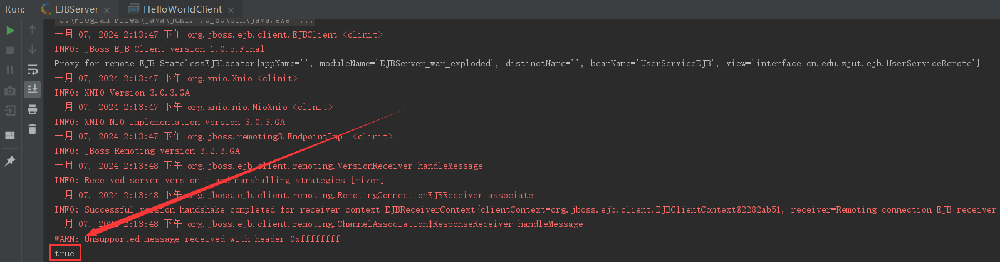 Run: EJBServer × HelloWorldClient ×
"C:\Program Files\java\jdk1.7.0_80\bin\java.exe" ...
一月 07, 2024 2:13:47 下午 org.jboss.ejb.client.EJBClient <clinit>
INFO: JBoss EJB Client version 1.0.5.Final
Proxy for remote EJB StatelessEJBLocator{appName='', moduleName='EJBServer_war_exploded', distinctName='', beanName='UserServiceEJB', view='interface cn.edu.zjut.ejb.UserServiceRemote'}
一月 07, 2024 2:13:47 下午 org.xnio.Xnio <clinit>
INFO: XNIO Version 3.0.3.GA
一月 07, 2024 2:13:47 下午 org.xnio.nio.NioXnio <clinit>
INFO: XNIO NIO Implementation Version 3.0.3.GA
一月 07, 2024 2:13:47 下午 org.jboss.remoting3.EndpointImpl <clinit>
INFO: JBoss Remoting version 3.2.3.GA
一月 07, 2024 2:13:48 下午 org.jboss.ejb.client.remoting.VersionReceiver handleMessage
INFO: Received server version 1 and marshalling strategies [river]
一月 07, 2024 2:13:48 下午 org.jboss.ejb.client.remoting.RemotingConnectionEJBReceiver associate
INFO: Successful version handshake completed for receiver context EJBReceiverContext{clientContext=org.jboss.ejb.client.EJBClientContext@2282ab51, receiver=Remoting connection EJB receiver
一月 07, 2024 2:13:48 下午 org.jboss.ejb.client.remoting.ChannelAssociation$ResponseReceiver handleMessage
WARN: Unsupported message received with header 0xffffffff
true